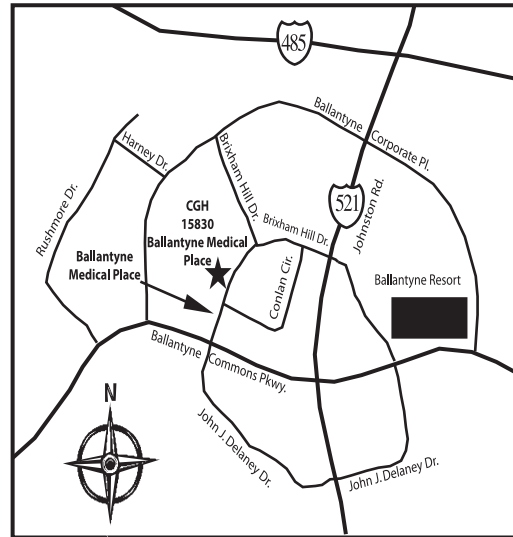 485
Ballantyne Corporate Pl.
Harney Dr.
Brixham Hill Dr.
Rushmore Dr.
CGH
15830
Ballantyne Medical
Place
521
Johnston Rd.
Brixham Hill Dr.
Ballantyne
Medical Place
Conlan Cir.
Ballantyne Resort
Ballantyne Commons Pkwy.
N
John J. Delaney Dr.
John J. Delaney Dr.